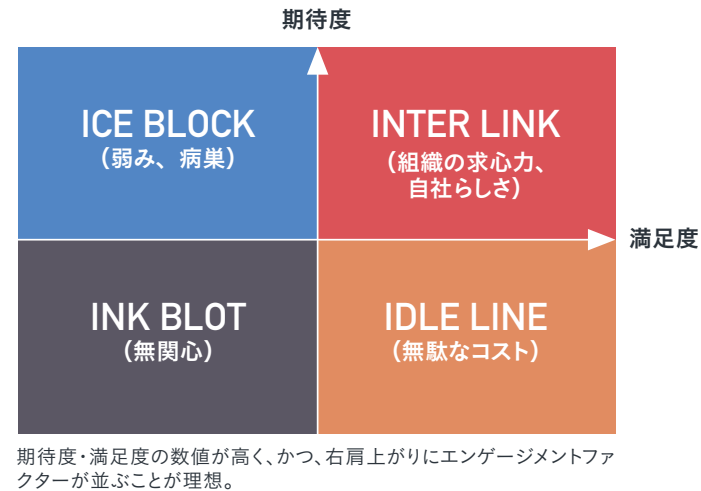 期待度
ICE BLOCK
（弱み、病巣）
INTER LINK
（組織の求心力、
自社らしさ）
満足度
INK BLOT
（無関心）
IDLE LINE
（無駄なコスト）
期待度・満足度の数値が高く、かつ、右肩上がりにエンゲージメントファ
クターが並ぶことが理想。